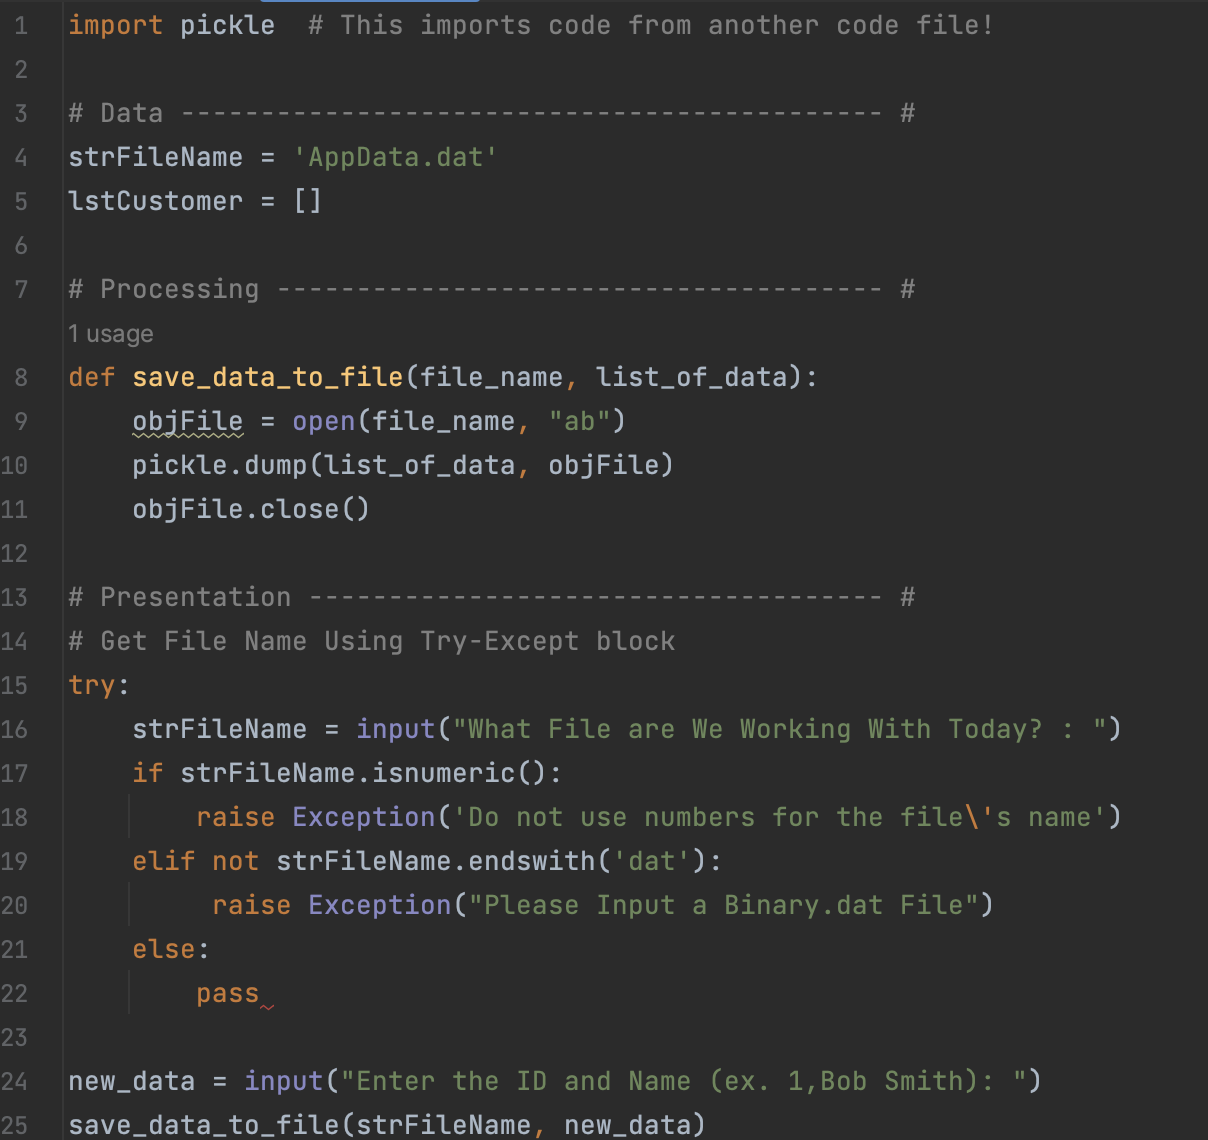 1 import pickle  # This imports code from another code file!
2
3 # Data -------------------------------------------- #
4 strFileName = 'AppData.dat'
5 lstCustomer = []
6
7 # Processing -------------------------------------- #
1 usage
8 def save_data_to_file(file_name, list_of_data):
9     objFile = open(file_name, "ab")
10     pickle.dump(list_of_data, objFile)
11     objFile.close()
12
13 # Presentation ------------------------------------ #
14 # Get File Name Using Try-Except block
15 try:
16     strFileName = input("What File are We Working With Today? : ")
17     if strFileName.isnumeric():
18         raise Exception('Do not use numbers for the file\'s name')
19     elif not strFileName.endswith('dat'):
20          raise Exception("Please Input a Binary.dat File")
21     else:
22         pass
23
24 new_data = input("Enter the ID and Name (ex. 1,Bob Smith): ")
25 save_data_to_file(strFileName, new_data)